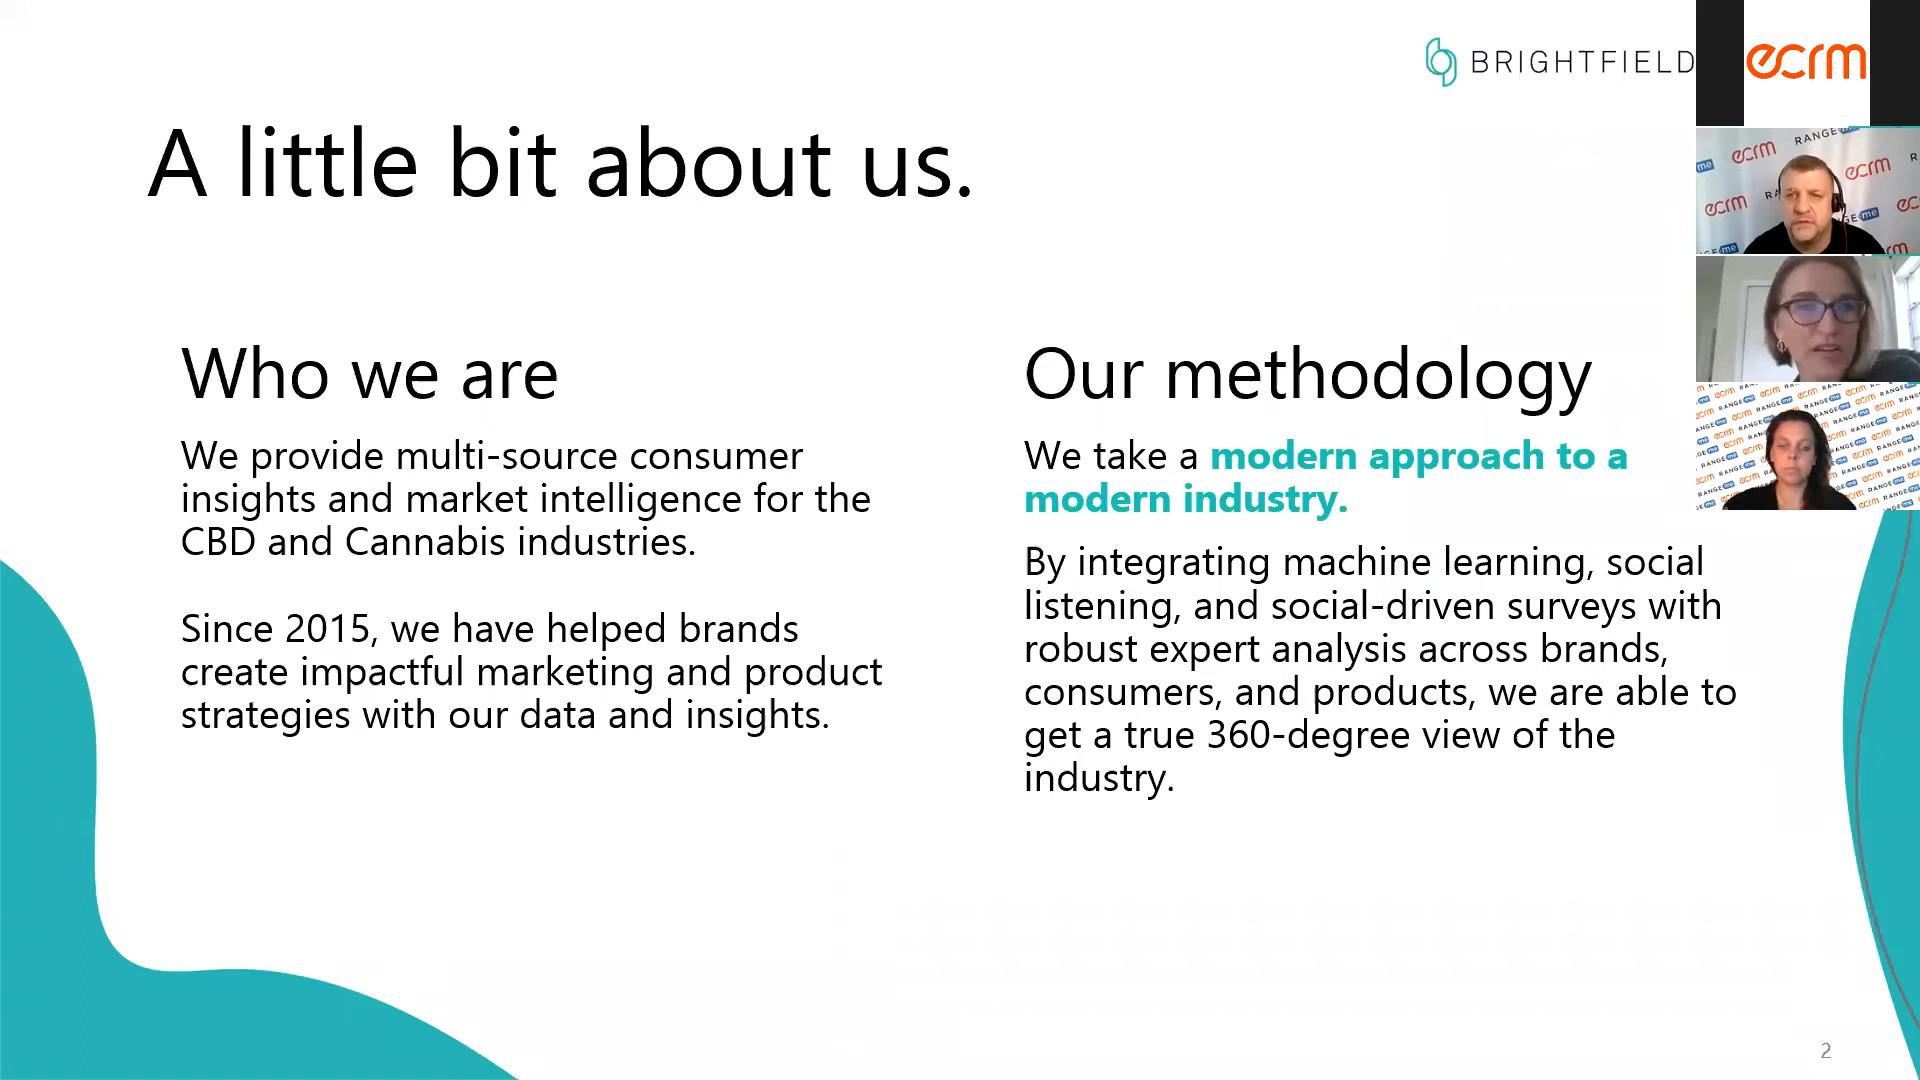 BRIGHTFIELD
ecrm
A little bit about us.
Who we are
We provide multi-source consumer
insights and market intelligence for the
CBD and Cannabis industries.
Since 2015, we have helped brands
create impactful marketing and product
strategies with our data and insights.
Our methodology
We take a modern approach to a
modern industry.
By integrating machine learning, social
listening, and social-driven surveys with
robust expert analysis across brands,
consumers, and products, we are able to
get a true 360-degree view of the
industry.
2